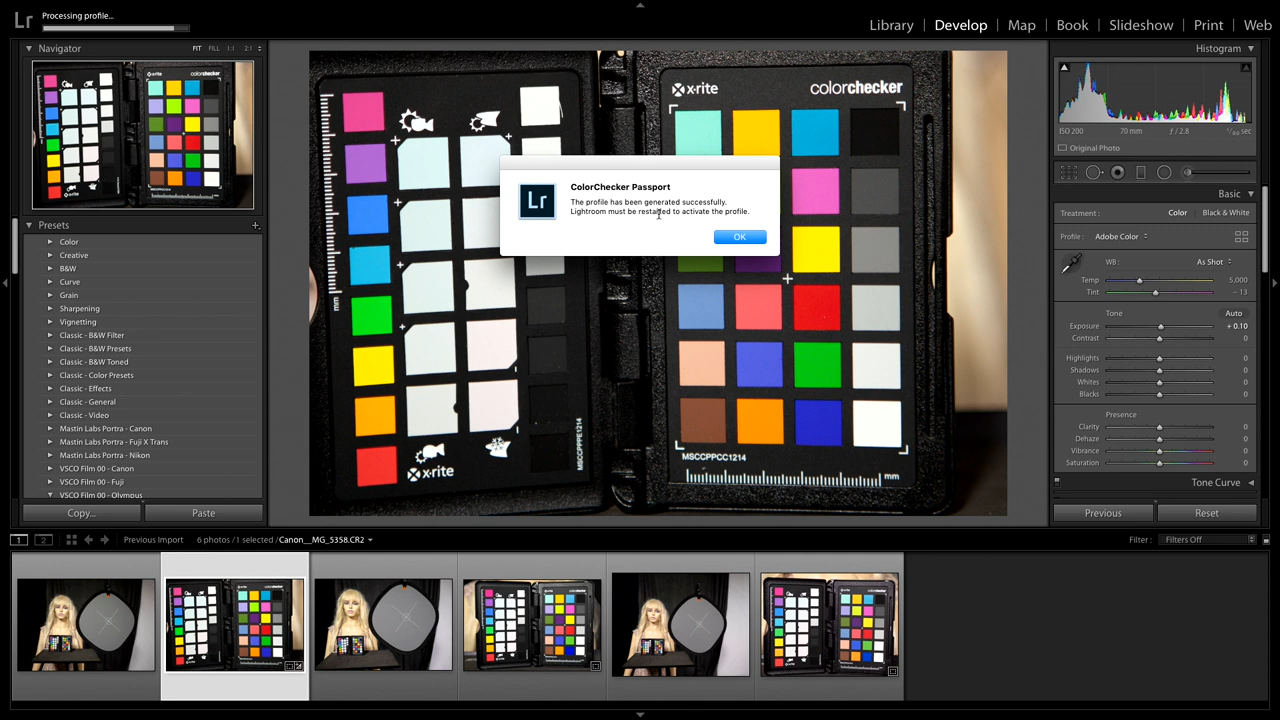 Lr
Processing profile...
Library | Develop | Map | Book | Slideshow | Print | Web
Navigator FIT FILL 1:1 2:1
Presets
Color
Creative
B&W
Curve
Grain
Sharpening
Vignetting
Classic - B&W Filter
Classic - B&W Presets
Classic - B&W Toned
Classic - Color Presets
Classic - Effects
Classic - General
Classic - Video
Mastin Labs Portra - Canon
Mastin Labs Portra - Fuji X Trans
Mastin Labs Portra - Nikon
VSCO Film 00 - Canon
VSCO Film 00 - Fuji
VSCO Film 00 - Olympus
Copy... Paste
mm
x-rite
MSCCPPPE1214
x-rite colorchecker
MSCCPPCC1214
mm
Lr
ColorChecker Passport
The profile has been generated successfully.
Lightroom must be restarted to activate the profile.
OK
Histogram
ISO 200 70 mm f / 2.8 1/80 sec
Original Photo
Basic
Treatment : Color | Black & White
Profile : Adobe Color
WB : As Shot
Temp 5,000
Tint - 13
Tone Auto
Exposure + 0.10
Contrast 0
Highlights 0
Shadows 0
Whites 0
Blacks 0
Presence
Clarity 0
Dehaze 0
Vibrance 0
Saturation 0
Tone Curve
Previous Reset
1 2 Previous Import 6 photos / 1 selected / Canon__MG_5358.CR2
Filter : Filters Off